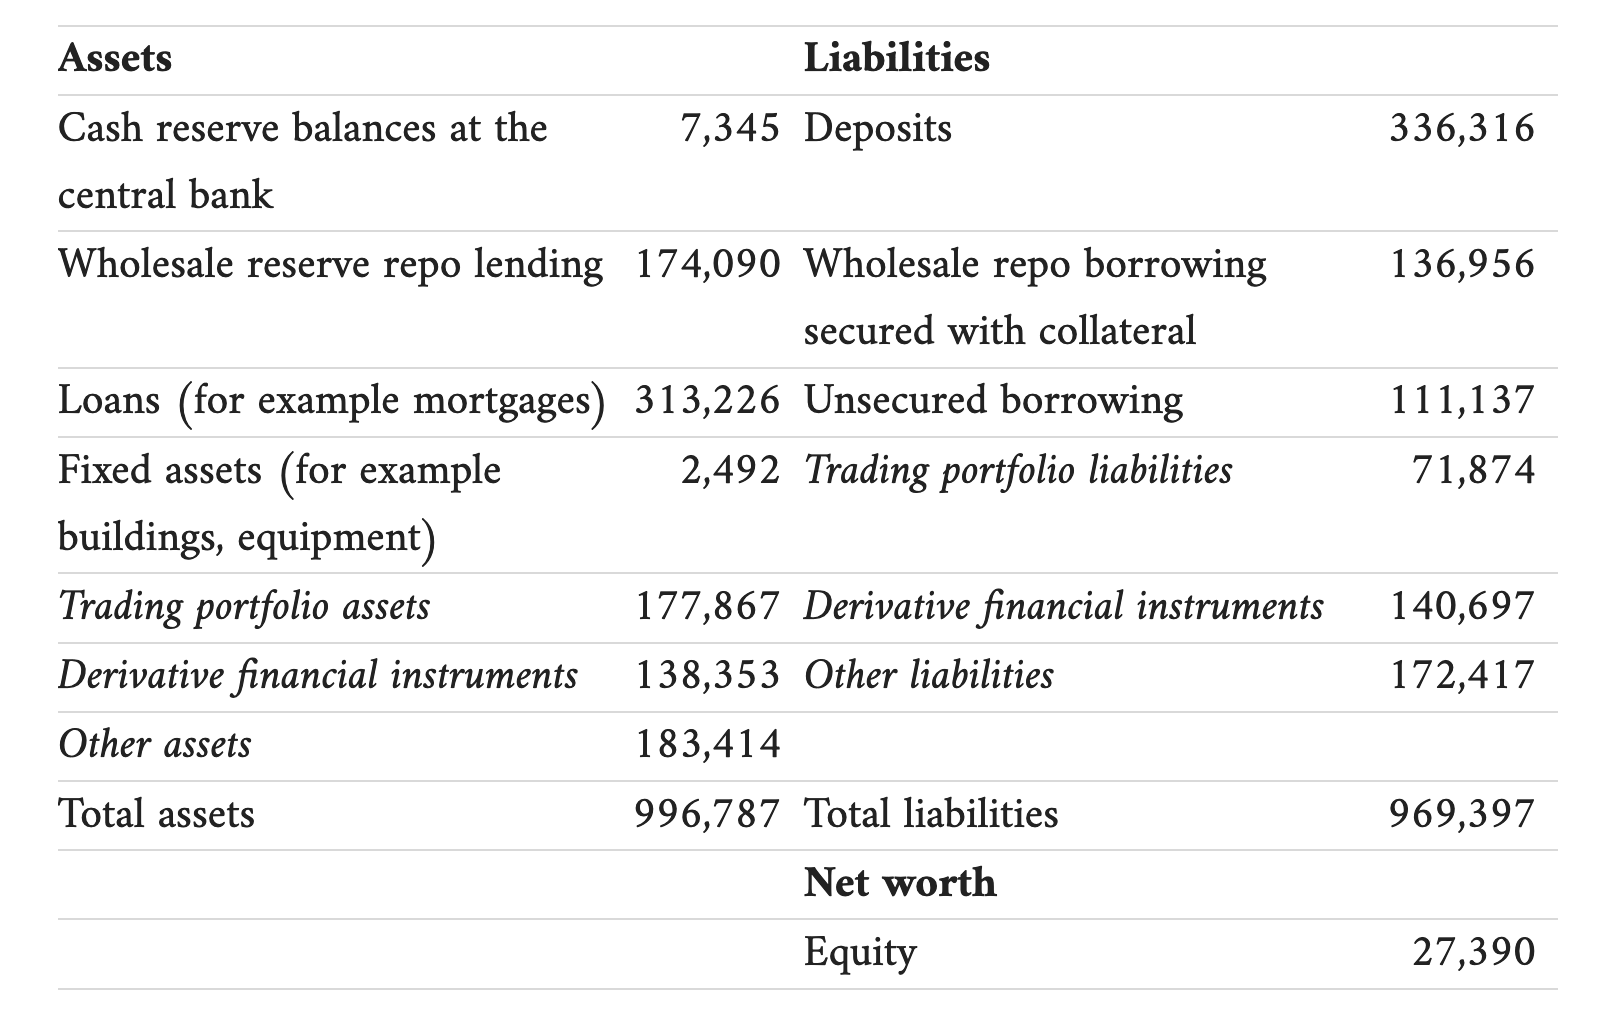 Assets Liabilities
Cash reserve balances at the 7,345 Deposits 336,316
central bank
Wholesale reserve repo lending 174,090 Wholesale repo borrowing 136,956
secured with collateral
Loans (for example mortgages) 313,226 Unsecured borrowing 111,137
Fixed assets (for example 2,492 Trading portfolio liabilities 71,874
buildings, equipment)
Trading portfolio assets 177,867 Derivative financial instruments 140,697
Derivative financial instruments 138,353 Other liabilities 172,417
Other assets 183,414
Total assets 996,787 Total liabilities 969,397
Net worth
Equity 27,390